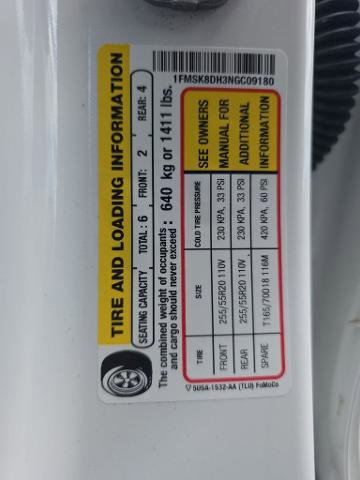 1FMSK8DH3NGC09180
TIRE AND LOADING INFORMATION
SEATING CAPACITY TOTAL: 6 FRONT: 2 REAR: 4
The combined weight of occupants
and cargo should never exceed : 640 kg or 1411 lbs.
TIRE SIZE COLD TIRE PRESSURE
FRONT 255/55R20 110V 230 KPA, 33 PSI
REAR 255/55R20 110V 230 KPA, 33 PSI
SPARE T165/70D18 116M 420 KPA, 60 PSI
SEE OWNERS
MANUAL FOR
ADDITIONAL
INFORMATION
▽ 5U5A-1532-AA (TLU) FoMoCo